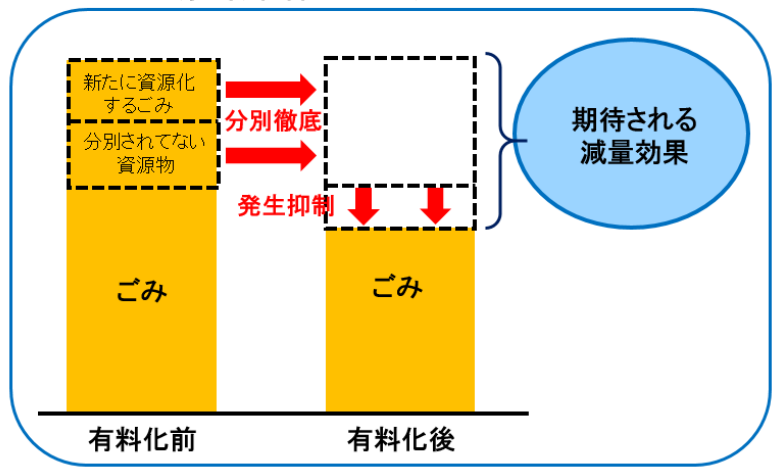 新たに資源化
するごみ
分別されてない
資源物
ごみ
有料化前
分別徹底
発生抑制
ごみ
有料化後
期待される
減量効果